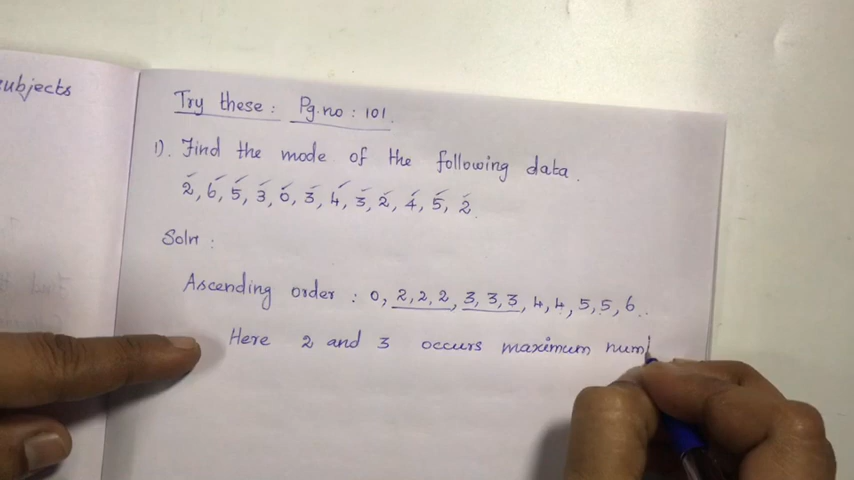 subjects
Try these : Pg.no : 101.
1). Find the mode of the following data.
2, 6, 5, 3, 0, 3, 4, 3, 2, 4, 5, 2.
Soln :
Ascending order : 0, 2, 2, 2, 3, 3, 3, 4, 4, 5, 5, 6..
Here 2 and 3 occurs maximum num